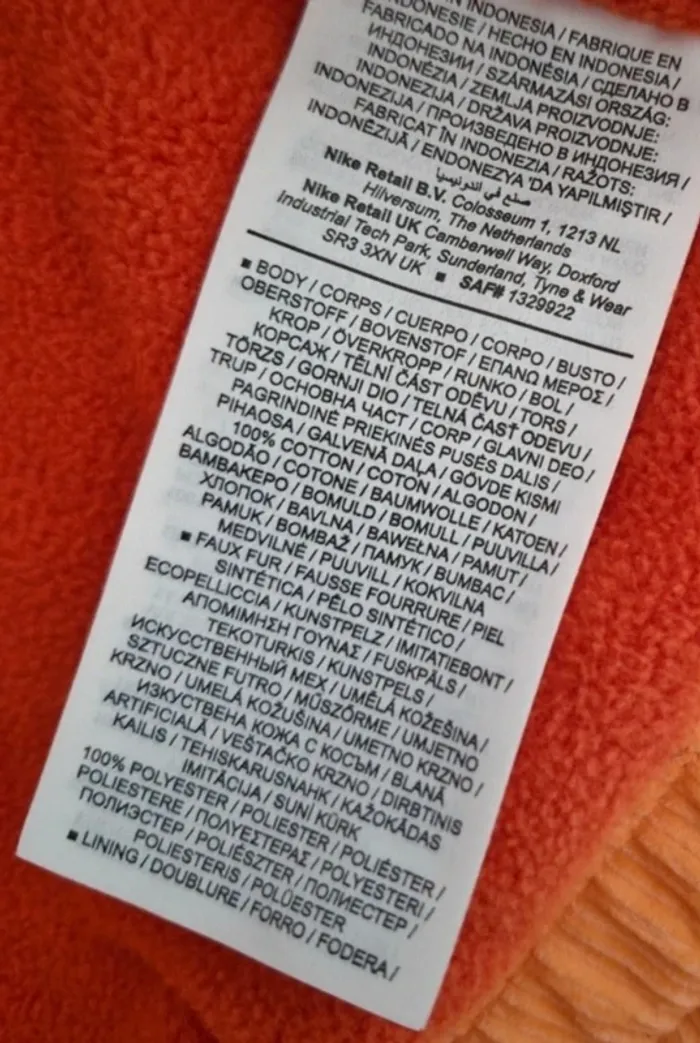 IN INDONESIA / FABRIQUE EN
INDONESIE / HECHO EN INDONESIA /
FABRICADO NA INDONÉSIA / СДЕЛАНО В
ИНДОНЕЗИИ / SZÁRMAZÁSI ORSZÁG:
INDONÉZIA / ZEMLJA PROIZVODNJE:
INDONEZIJA / DRŽAVA PROIZVODNJE:
INDONEZIJA / ПРОИЗВЕДЕНО В ИНДОНЕЗИЯ /
FABRICAT ÎN INDONEZIA / RAŽOTS:
INDONĒZIJĀ / ENDONEZYA 'DA YAPILMIŞTIR /
صنع في اندونيسيا
Nike Retail B.V. Colosseum 1, 1213 NL
Hilversum, The Netherlands
Nike Retail UK Camberwell Way, Doxford
Industrial Tech Park, Sunderland, Tyne & Wear
SR3 3XN UK ■ SAF# 1329922
■ BODY / CORPS / CUERPO / CORPO / BUSTO /
OBERSTOFF / BOVENSTOF / ΕΠΑΝΩ ΜΕΡΟΣ /
KROP / ÖVERKROPP / RUNKO / BOL /
КОРСАЖ / TĚLNÍ ČÁST ODĚVU / TORS /
TÖRZS / GORNJI DIO / TELNÁ ČASŤ ODEVU /
TRUP / ОСНОВНА ЧАСТ / CORP / GLAVNI DEO /
PAGRINDINĖ PRIEKINĖS PUSĖS DALIS /
PIHAOSA / GALVENĀ DAĻA / GÖVDE KISMI
100% COTTON / COTON / ALGODON /
ALGODÃO / COTONE / BAUMWOLLE / KATOEN /
ΒΑΜΒΑΚΕΡΟ / BOMULD / BOMULL / PUUVILLA /
ХЛОПОК / BAVLNA / BAWEŁNA / PAMUT /
PAMUK / BOMBAŽ / ПАМУК / BUMBAC /
MEDVILNĖ / PUUVILL / KOKVILNA
■ FAUX FUR / FAUSSE FOURRURE / PIEL
SINTÉTICA / PÊLO SINTÉTICO /
ECOPELLICCIA / KUNSTPELZ / IMITATIEBONT /
ΑΠΟΜΙΜΗΣΗ ΓΟΥΝΑΣ / FUSKPÄLS /
TEKOTURKIS / KUNSTPELS /
ИСКУССТВЕННЫЙ МЕХ / UMĚLÁ KOŽEŠINA /
SZTUCZNE FUTRO / MŰSZŐRME / UMJETNO
KRZNO / UMELÁ KOŽUŠINA / UMETNO KRZNO /
ИЗКУСТВЕНА КОЖА С КОСЪМ / BLANĂ
ARTIFICIALĂ / VEŠTAČKO KRZNO / DIRBTINIS
KAILIS / TEHISKARUSNAHK / KAŽOKĀDAS
IMITĀCIJA / SUNİ KÜRK
100% POLYESTER / POLIESTER / POLIÉSTER /
POLIESTERE / ΠΟΛΥΕΣΤΕΡΑΣ / POLYESTERI /
ПОЛИЭСТЕР / POLIÉSZTER / ПОЛИЕСТЕР /
POLIESTERIS / POLÜESTER
■ LINING / DOUBLURE / FORRO / FODERA /